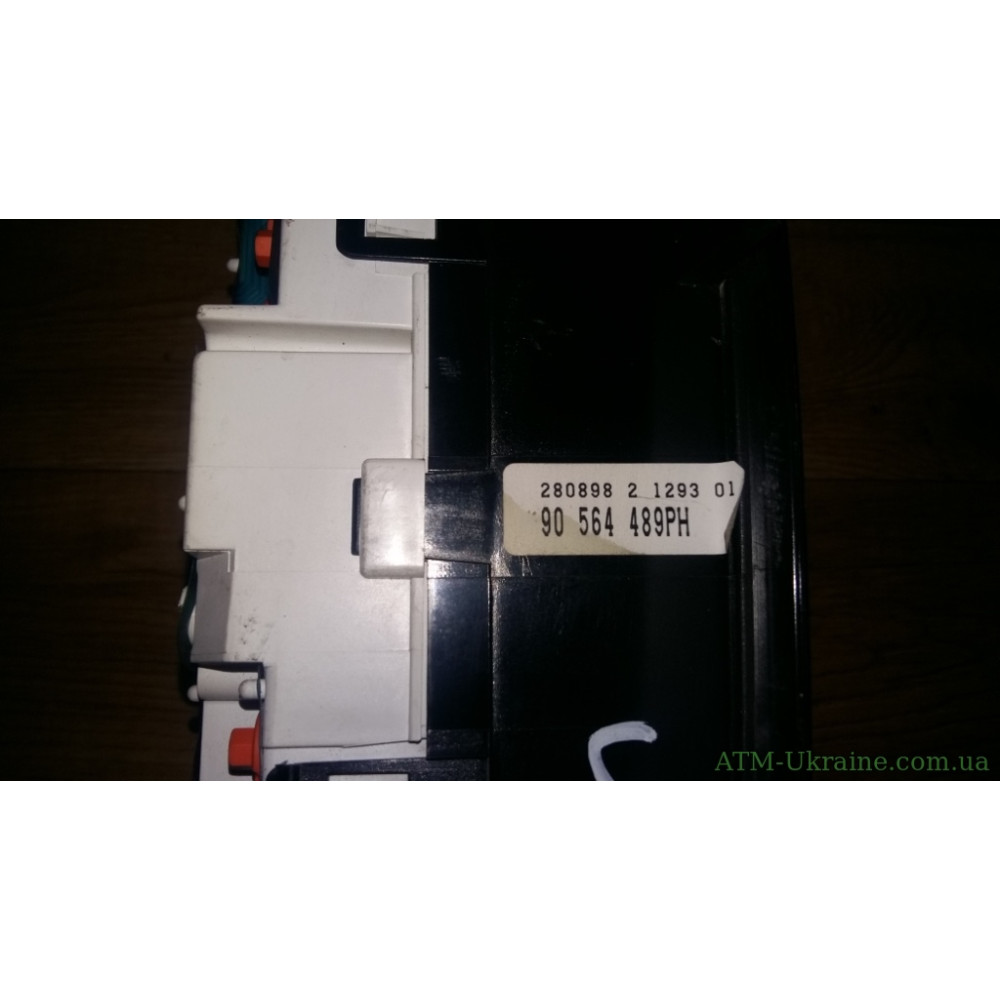 280898 2 1293 01
90 564 489PH
ATM-Ukraine.com.ua